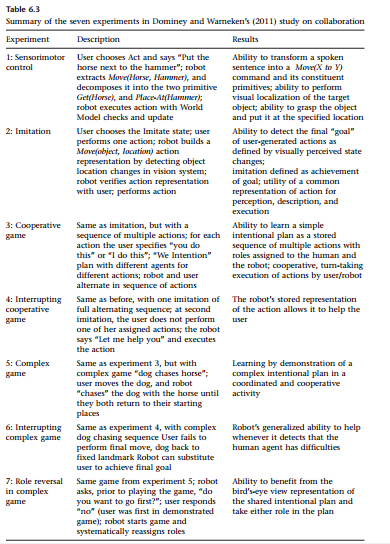 Table 6.3
Summary of the seven experiments in Dominey and Warneken's (2011) study on collaboration
Experiment Description Results
1: Sensorimotor control
User chooses Act and says "Put the
horse next to the hammer"; robot
extracts Move(Horse, Hammer), and
decomposes it into the two primitive
Get(Horse), and Place-At(Hammer);
robot executes action with World
Model checks and update
Ability to transform a spoken
sentence into a Move(X to Y)
command and its constituent
primitives; ability to perform
visual localization of the target
object; ability to grasp the object
and put it at the specified location
2: Imitation
User chooses the Imitate state; user
performs one action; robot builds a
Move(object, location) action
representation by detecting object
location changes in vision system;
robot verifies action representation
with user; performs action
Ability to detect the final "goal"
of user-generated actions as
defined by visually perceived state
changes;
imitation defined as achievement
of goal; utility of a common
representation of action for
perception, description, and
execution
3: Cooperative
game
Same as imitation, but with a
sequence of multiple actions; for each
action the user specifies "you do
this" or "I do this"; "We Intention"
plan with different agents for
different actions; robot and user
alternate in sequence of actions
Ability to learn a simple
intentional plan as a stored
sequence of multiple actions with
roles assigned to the human and
the robot; cooperative, turn-taking
execution of actions by user/robot
4: Interrupting
cooperative
game
Same as before, with one imitation of
full alternating sequence; at second
imitation, the user does not perform
one of her assigned actions; the robot
says "Let me help you" and executes
the action
The robot's stored representation
of the action allows it to help the
user
5: Complex
game
Same as experiment 3, but with
complex game "dog chases horse";
user moves the dog, and robot
"chases" the dog with the horse until
they both return to their starting
places
Learning by demonstration of a
complex intentional plan in a
coordinated and cooperative
activity
6: Interrupting
complex game
Same as experiment 4, with complex
dog chasing sequence User fails to
perform final move, dog back to
fixed landmark Robot can substitute
user to achieve final goal
Robot's generalized ability to help
whenever it detects that the
human agent has difficulties
7: Role reversal
in complex
game
Same game from experiment 5; robot
asks, prior to playing the game, "do
you want to go first?"; user responds
"no" (user was first in demonstrated
game); robot starts game and
systematically reassigns roles
Ability to benefit from the
bird's-eye view representation of
the shared intentional plan and
take either role in the plan